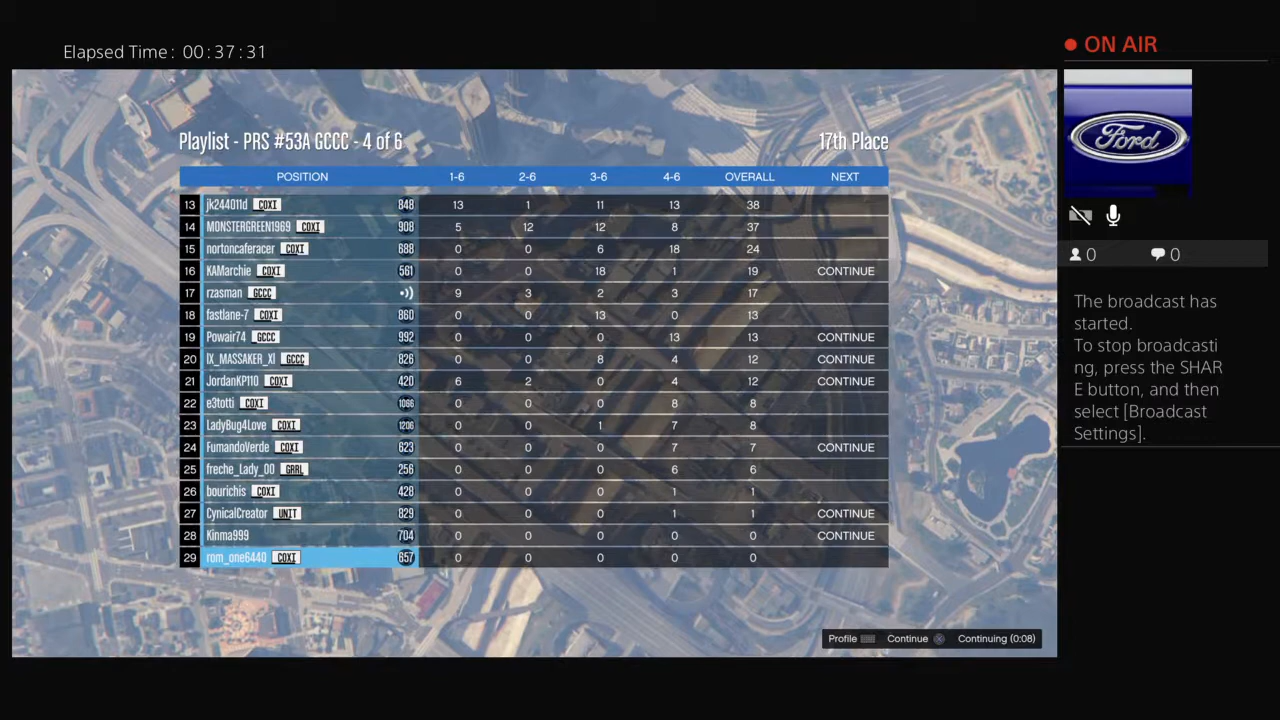 Elapsed Time: 00:37:31
ON AIR
Ford
Playlist - PRS #53A GCCC - 4 of 6
17th Place
POSITION 1-6 2-6 3-6 4-6 OVERALL NEXT
13 jk244011d COXI 848 13 1 11 13 38
14 MONSTERGREEN1969 COXI 908 5 12 12 8 37
15 nortoncaferacer COXI 688 0 0 6 18 24
16 KAMarchie COXI 561 0 0 18 1 19 CONTINUE
17 rzasman GCCC 9 3 2 3 17
18 fastlane-7 COXI 860 0 0 13 0 13
19 Powair74 GCCC 992 0 0 0 13 13 CONTINUE
20 IX_MASSAKER_XI GCCC 826 0 0 8 4 12 CONTINUE
21 JordanKP110 COXI 420 6 2 0 4 12 CONTINUE
22 e3totti COXI 1066 0 0 0 8 8
23 LadyBug4Love COXI 1206 0 0 1 7 8
24 FumandoVerde COXI 623 0 0 0 7 7 CONTINUE
25 freche_Lady_00 GRRL 256 0 0 0 6 6
26 bourichis COXI 428 0 0 0 1 1
27 CynicalCreator UNIT 829 0 0 0 1 1 CONTINUE
28 Kinma999 704 0 0 0 0 0 CONTINUE
29 rom_one6440 COXI 657 0 0 0 0 0
Profile Continue Continuing (0:08)
0 0
The broadcast has
started.
To stop broadcasti
ng, press the SHAR
E button, and then
select [Broadcast
Settings].